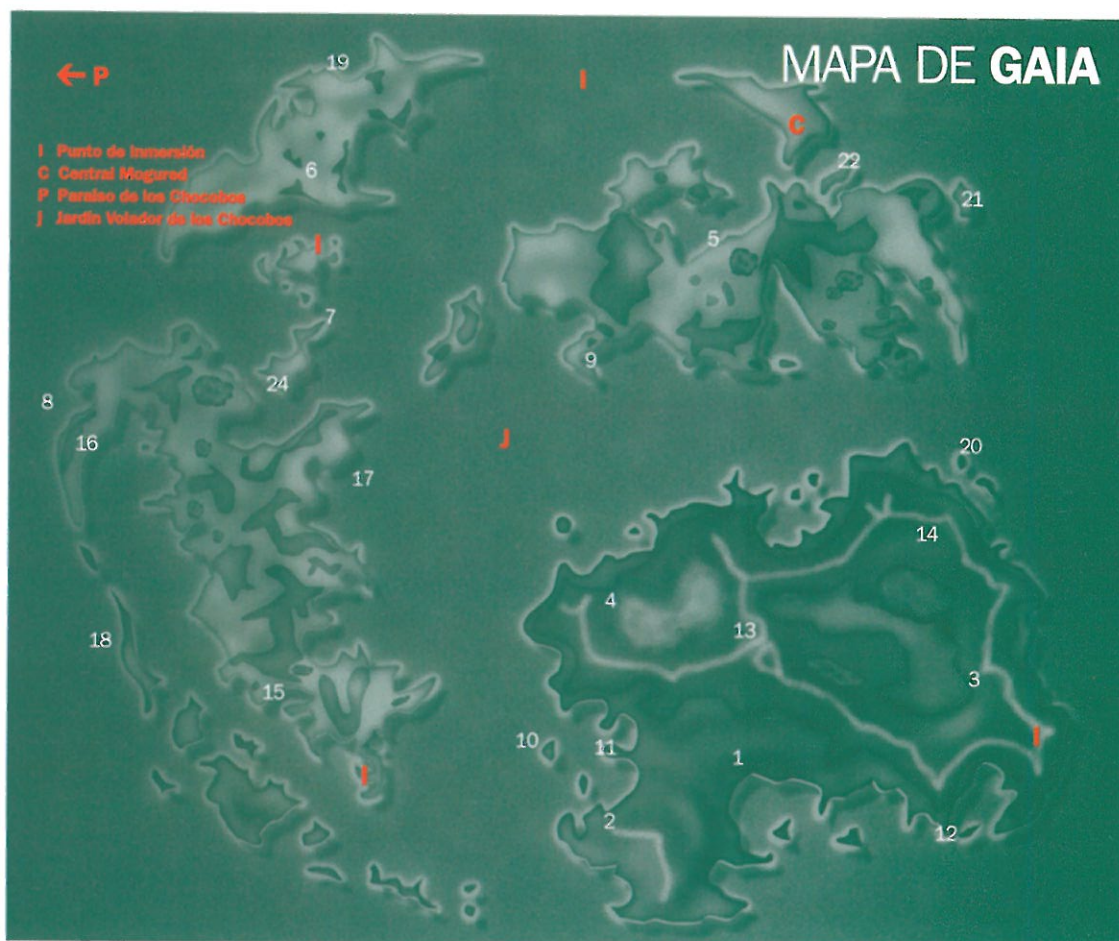 MAPA DE GAIA
← P
I Punto de Inmersión
C Central Mogured
P Paraíso de los Chocobos
J Jardín Volador de los Chocobos
19
I
C
6
22
21
I
5
7
9
24
8
16
J
20
17
14
4
13
18
3
15
10
11
I
1
I
2
12